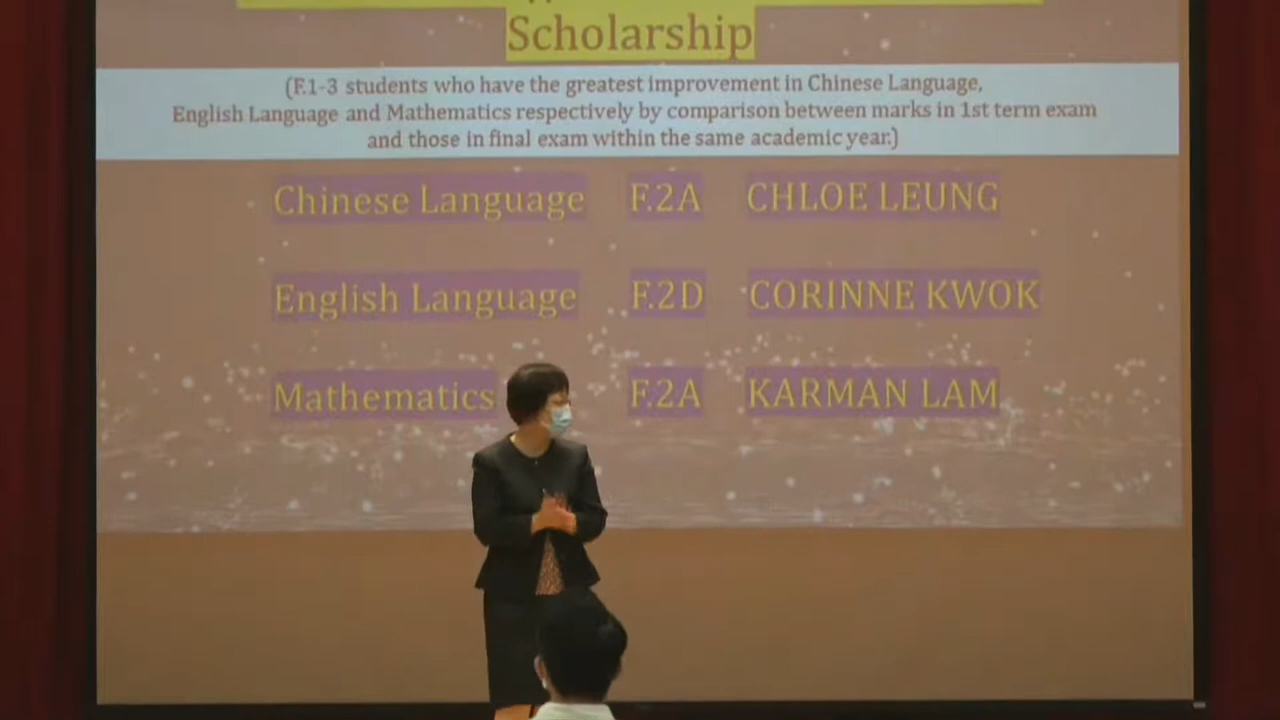 Scholarship
(F.1-3 students who have the greatest improvement in Chinese Language,
English Language and Mathematics respectively by comparison between marks in 1st term exam
and those in final exam within the same academic year.)
Chinese Language F.2A CHLOE LEUNG
English Language F.2D CORINNE KWOK
Mathematics F.2A KARMAN LAM